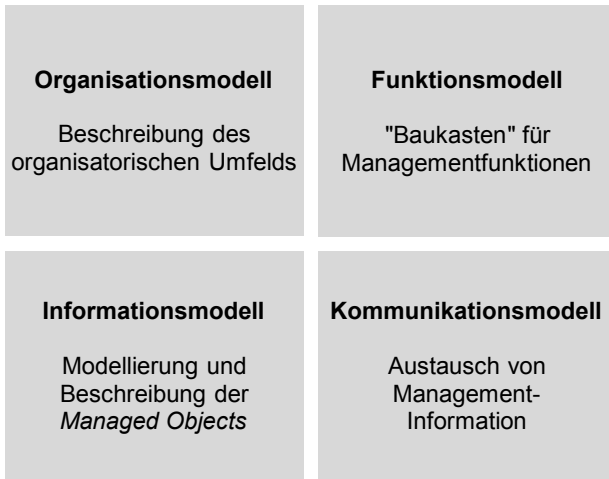 Organisationsmodell
Beschreibung des
organisatorischen Umfelds
Funktionsmodell
"Baukasten" für
Managementfunktionen
Informationsmodell
Modellierung und
Beschreibung der
Managed Objects
Kommunikationsmodell
Austausch von
Management-
Information